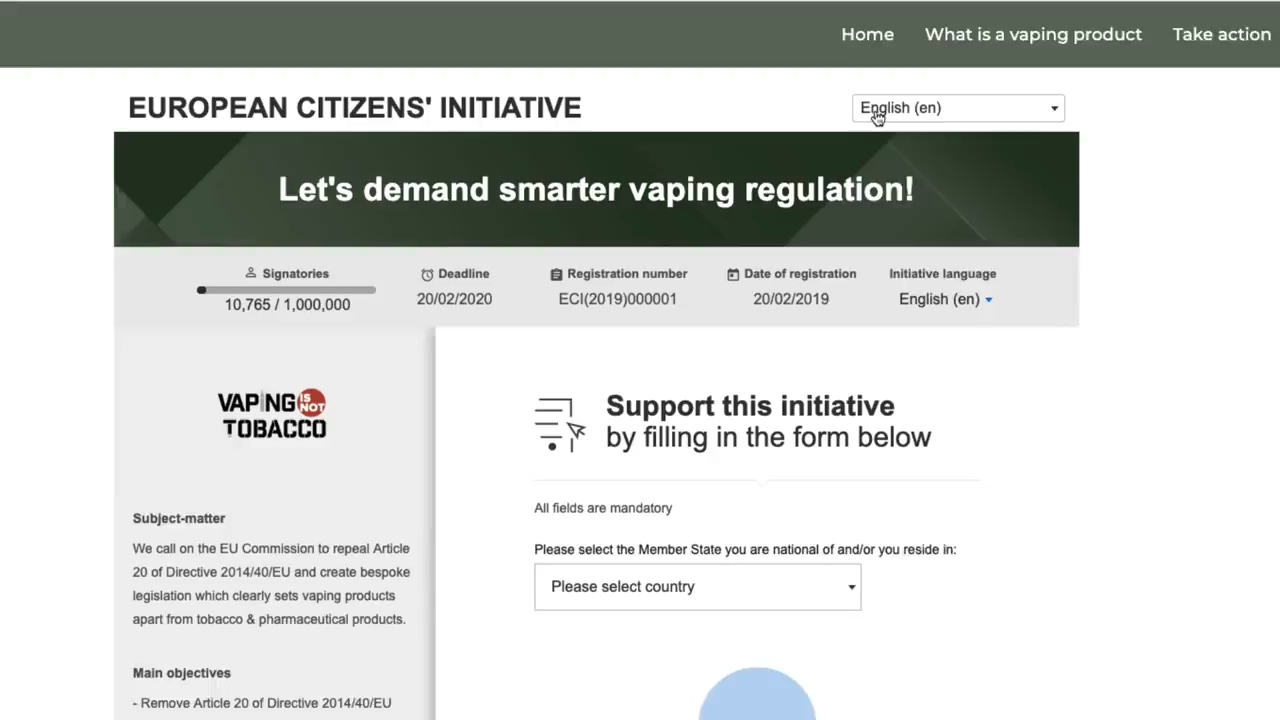 Home What is a vaping product Take action
EUROPEAN CITIZENS' INITIATIVE
English (en)
Let's demand smarter vaping regulation!
Signatories
10,765 / 1,000,000
Deadline
20/02/2020
Registration number
ECI(2019)000001
Date of registration
20/02/2019
Initiative language
English (en)
VAPING IS NOT
TOBACCO
Subject-matter
We call on the EU Commission to repeal Article
20 of Directive 2014/40/EU and create bespoke
legislation which clearly sets vaping products
apart from tobacco & pharmaceutical products.
Main objectives
- Remove Article 20 of Directive 2014/40/EU
Support this initiative
by filling in the form below
All fields are mandatory
Please select the Member State you are national of and/or you reside in:
Please select country